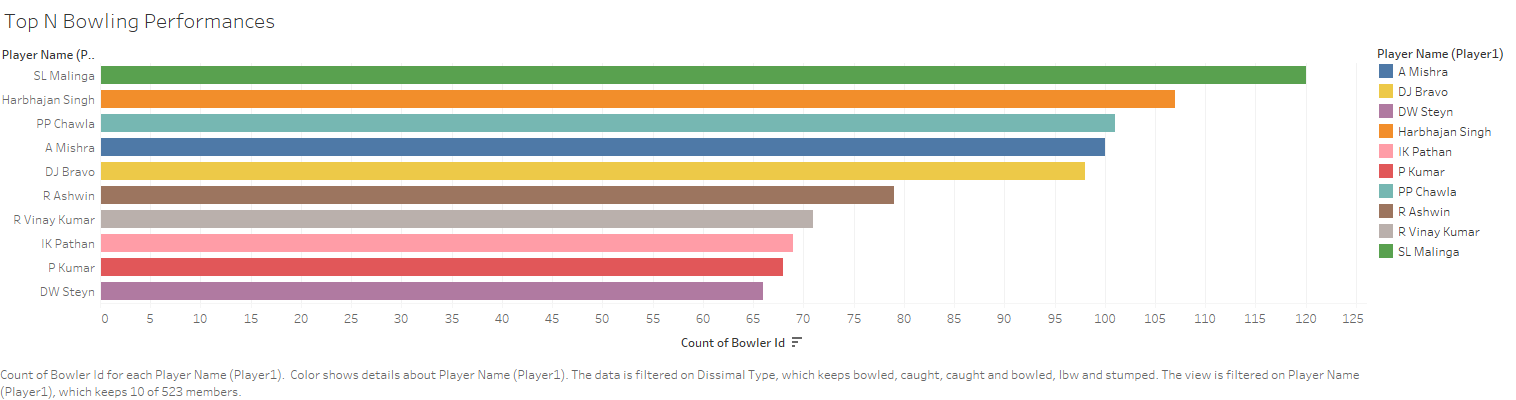 Top N Bowling Performances
Player Name (P..
SL Malinga
Harbhajan Singh
PP Chawla
A Mishra
DJ Bravo
R Ashwin
R Vinay Kumar
IK Pathan
P Kumar
DW Steyn
0 5 10 15 20 25 30 35 40 45 50 55 60 65 70 75 80 85 90 95 100 105 110 115 120 125
Count of Bowler Id
Player Name (Player1)
A Mishra
DJ Bravo
DW Steyn
Harbhajan Singh
IK Pathan
P Kumar
PP Chawla
R Ashwin
R Vinay Kumar
SL Malinga
Count of Bowler Id for each Player Name (Player1). Color shows details about Player Name (Player1). The data is filtered on Dissimal Type, which keeps bowled, caught, caught and bowled, lbw and stumped. The view is filtered on Player Name
(Player1), which keeps 10 of 523 members.